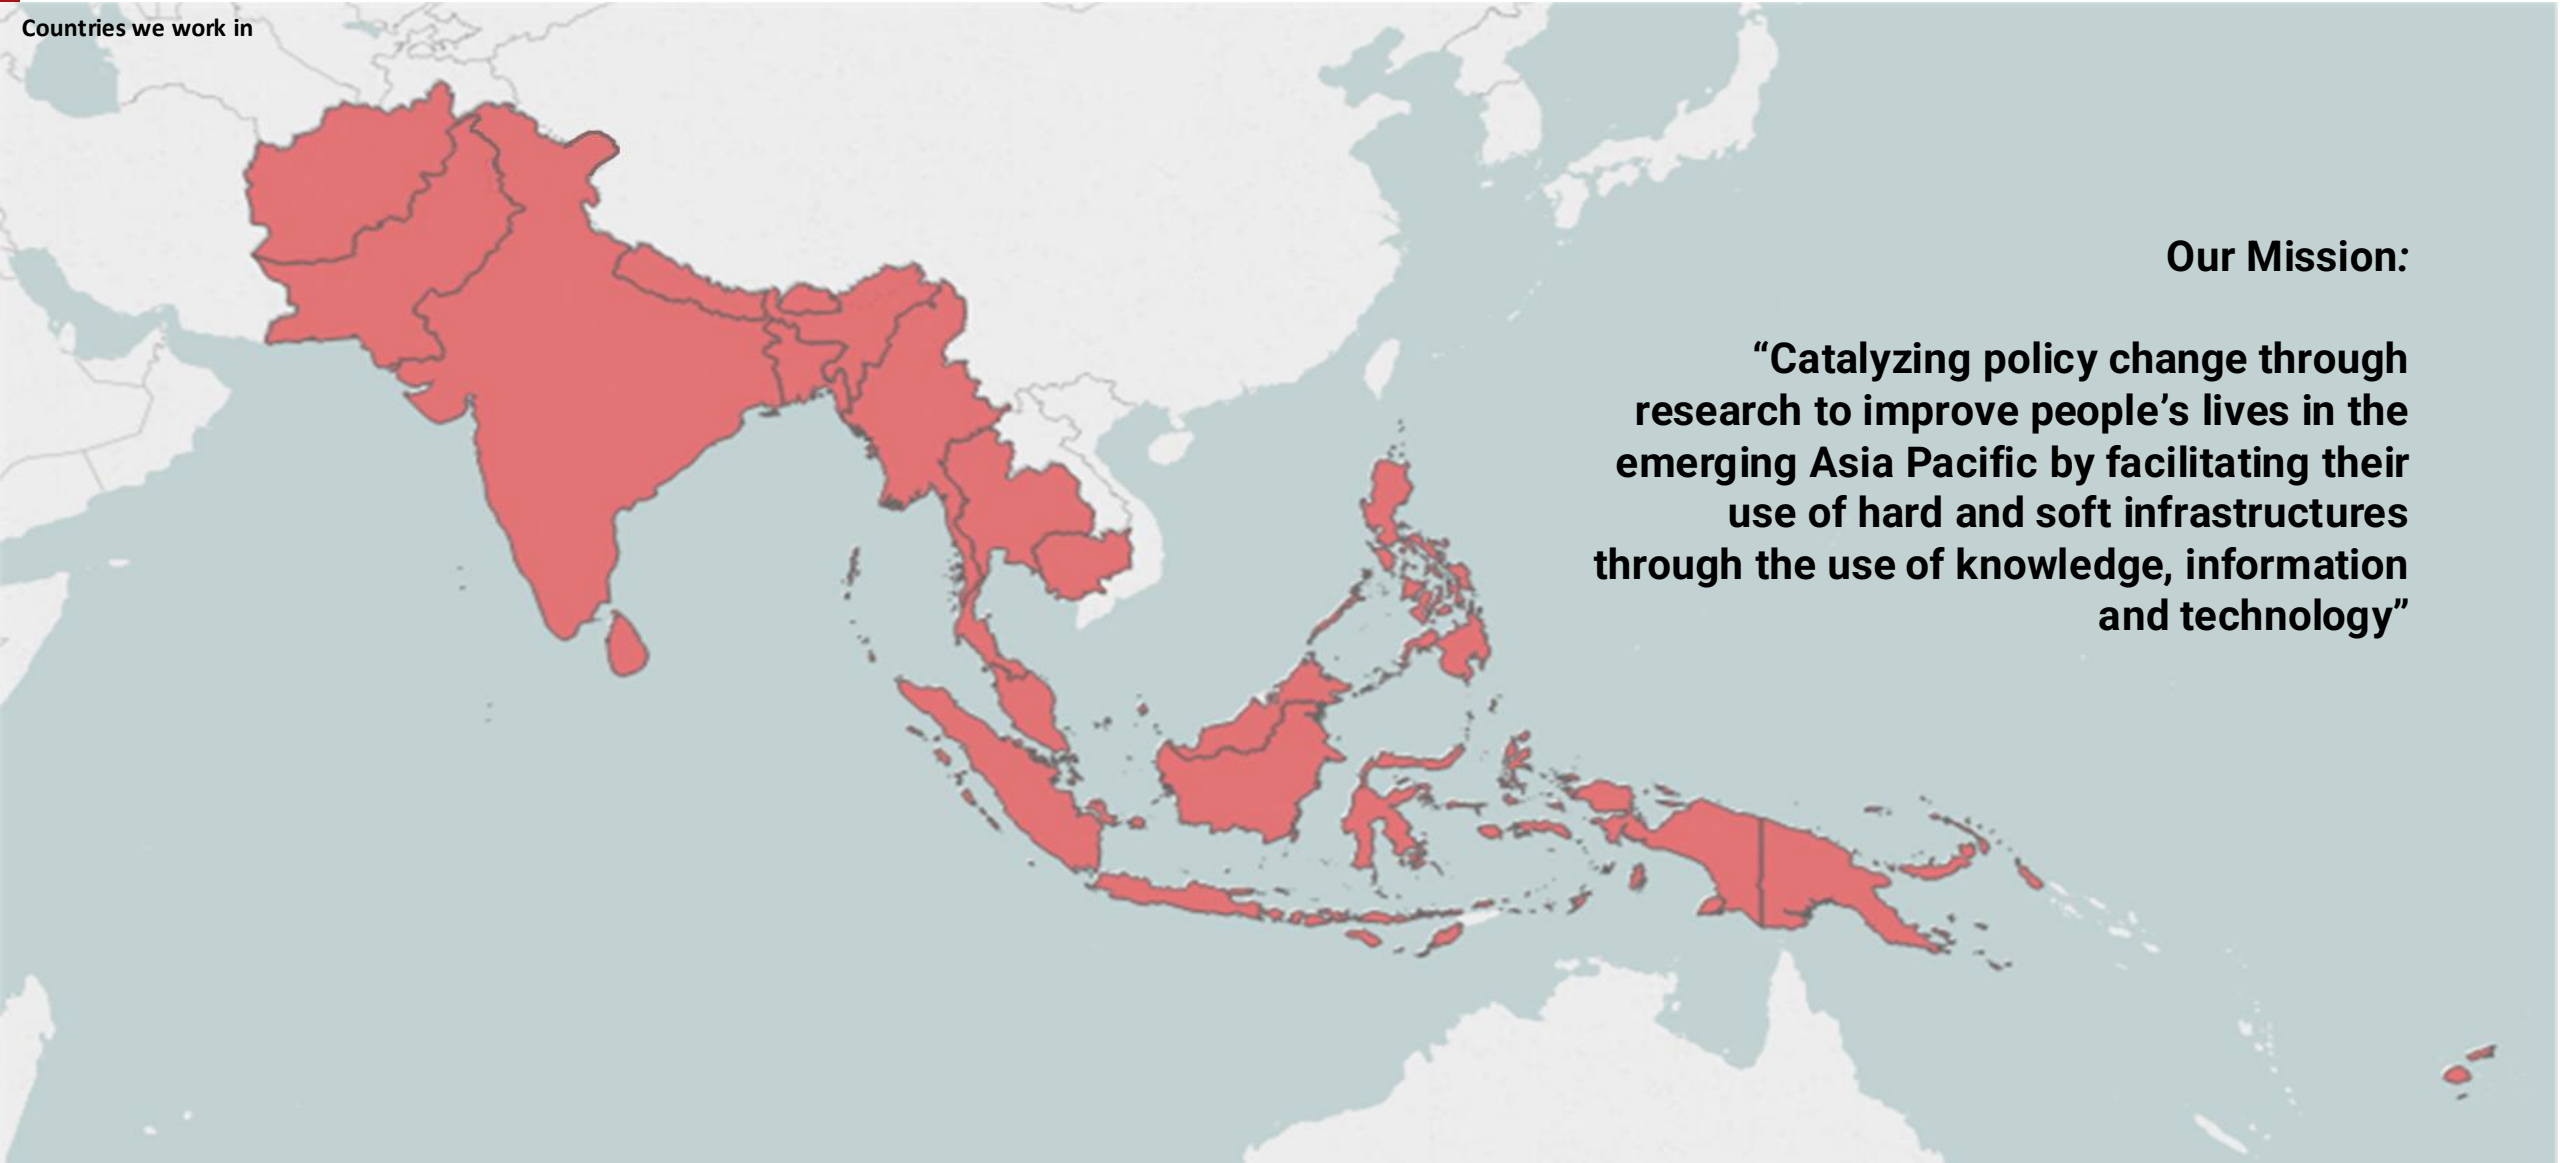 Countries we work in
Our Mission:
“Catalyzing policy change through
research to improve people’s lives in the
emerging Asia Pacific by facilitating their
use of hard and soft infrastructures
through the use of knowledge, information
and technology”